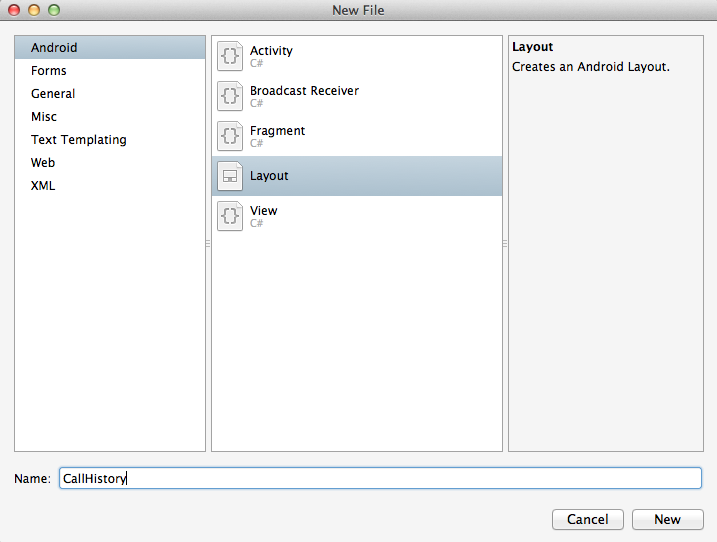 New File
Android
Forms
General
Misc
Text Templating
Web
XML
Activity
C#
Broadcast Receiver
C#
Fragment
C#
Layout
View
C#
Layout
Creates an Android Layout.
Name: CallHistory
Cancel New